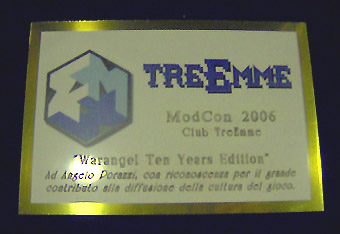 TREEMME
ModCon 2006
Club TreEmme
"Warangel Ten Years Edition"
Ad Angelo Porazzi, con riconoscenza per il grande
contributo alla diffusione della cultura del gioco.